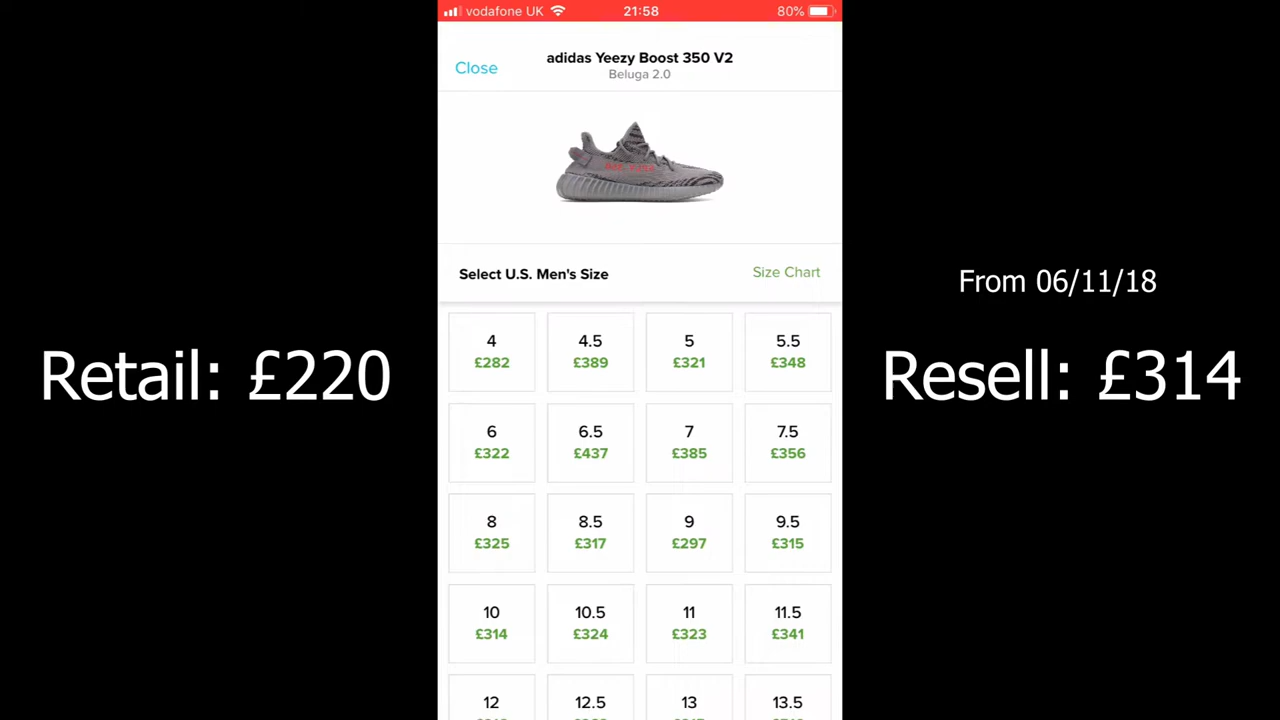 vodafone UK 21:58 80%
Close
adidas Yeezy Boost 350 V2
Beluga 2.0
Select U.S. Men's Size
Size Chart
From 06/11/18
Retail: £220
Resell: £314
4 4.5 5 5.5
£282 £389 £321 £348
6 6.5 7 7.5
£322 £437 £385 £356
8 8.5 9 9.5
£325 £317 £297 £315
10 10.5 11 11.5
£314 £324 £323 £341
12 12.5 13 13.5